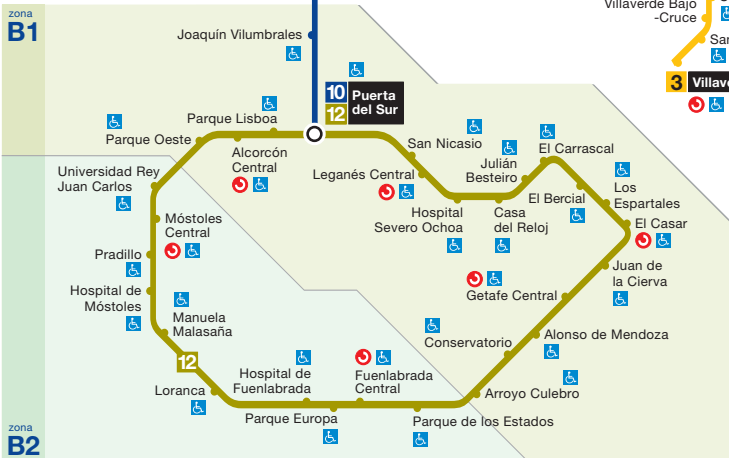 zona
B1
Joaquín Vilumbrales
Villaverde Bajo
-Cruce
San
3 Villave
10 Puerta
12 del Sur
Parque Lisboa
Parque Oeste
Alcorcón
Central
San Nicasio
Leganés Central
Julián
Besteiro
El Carrascal
Universidad Rey
Juan Carlos
Los
Espartales
El Bercial
Hospital
Severo Ochoa
Casa
del Reloj
El Casar
Móstoles
Central
Pradillo
Juan de
la Cierva
Getafe Central
Hospital de
Móstoles
Manuela
Malasaña
Conservatorio
Alonso de Mendoza
12
Loranca
Hospital de
Fuenlabrada
Fuenlabrada
Central
Arroyo Culebro
Parque Europa
Parque de los Estados
zona
B2